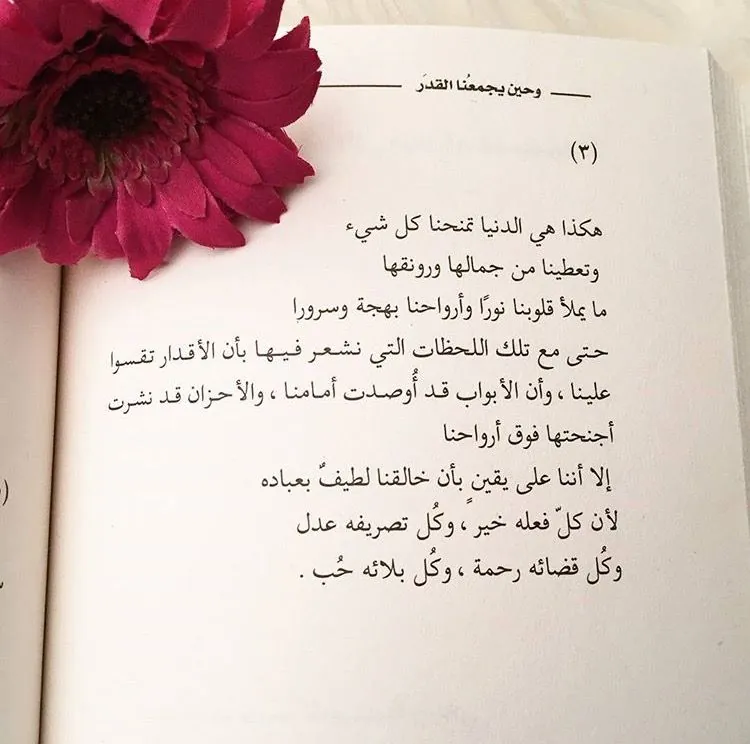 وحين يجمعُنا القدَر
(٣)
هكذا هي الدنيا تمنحنا كل شيء
وتعطينا من جمالها ورونقها
ما يملأ قلوبنا نورًا وأرواحنا بهجة وسرورا
حتى مع تلك اللحظات التي نشعر فيها بأن الأقدار تقسوا
علينا ، وأن الأبواب قد أُوصدت أمامنا ، والأحزان قد نشرت
أجنحتها فوق أرواحنا
إلا أننا على يقينٍ بأن خالقنا لطيفٌ بعباده
لأن كلّ فعله خير ، وكُل تصريفه عدل
وكُل قضائه رحمة ، وكُل بلائه حُب .